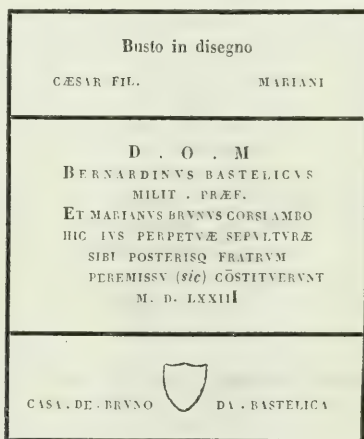 Busto in disegno
CÆSAR FIL. MARIANI
D . O . M
BERNARDINVS BASTELICVS
MILIT . PRÆF.
ET MARIANVS BRVNVS CORSI AMBO
HIC IVS PERPETVÆ SEPVLTVRÆ
SIBI POSTERISQ FRATRVM
PEREMISSV (sic) CŌSTITVERVNT
M. D. LXXIII
CASA . DE . BRVNO DA . BASTELICA